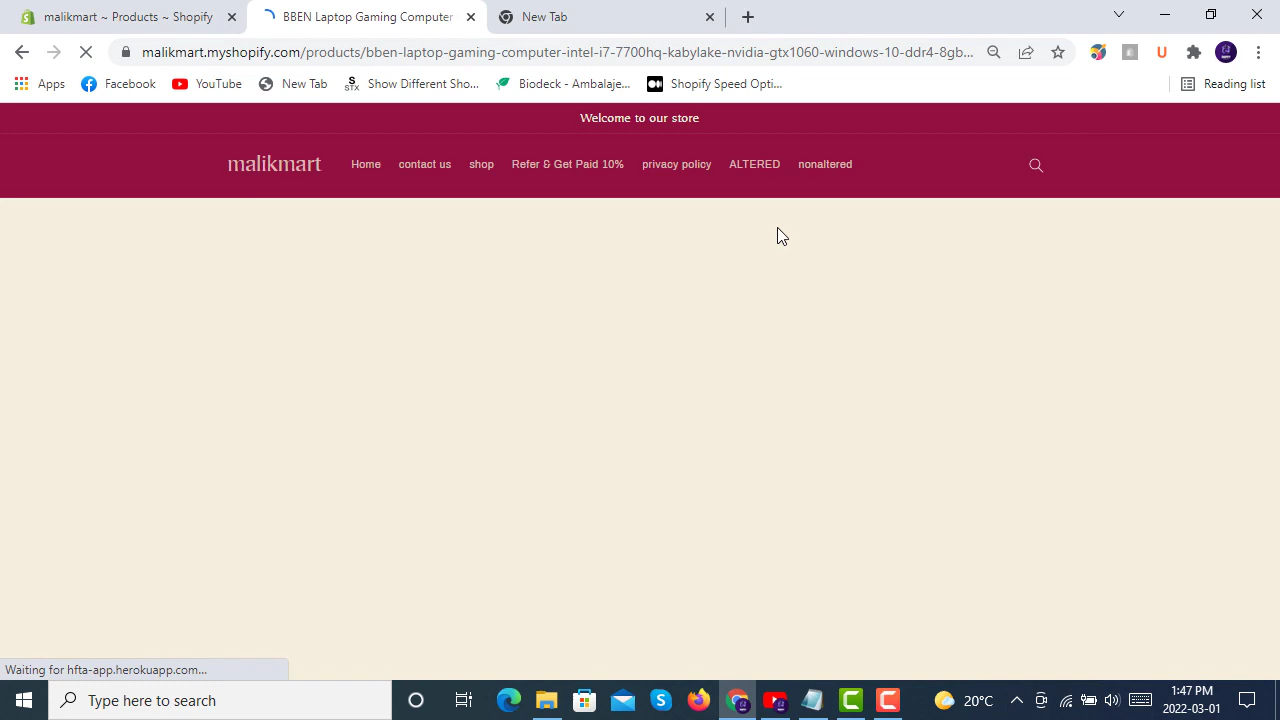 malikmart ~ Products ~ Shopify
BBEN Laptop Gaming Computer
New Tab
malikmart.myshopify.com/products/bben-laptop-gaming-computer-intel-i7-7700hq-kabylake-nvidia-gtx1060-windows-10-ddr4-8gb...
Apps
Facebook
YouTube
New Tab
STX
Show Different Sho...
Biodeck - Ambalaje...
Shopify Speed Opti...
Reading list
Welcome to our store
malikmart
Home
contact us
shop
Refer & Get Paid 10%
privacy policy
ALTERED
nonaltered
Waiting for hfta-app.herokuapp.com...
Type here to search
20°C
1:47 PM
2022-03-01